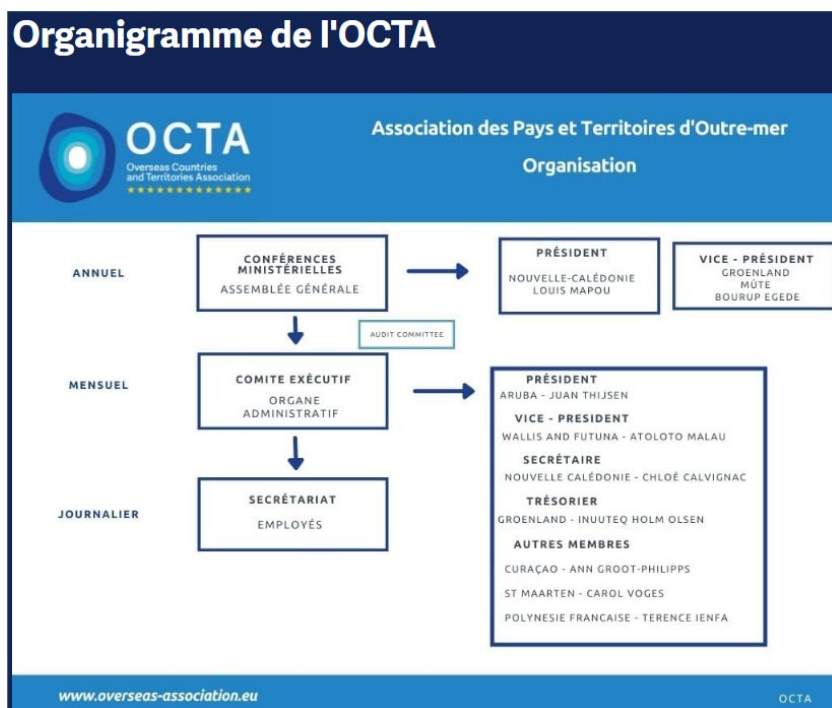 Organigramme de l'OCTA
OCTA
Overseas Countries
and Territories Association
Association des Pays et Territoires d'Outre-mer
Organisation
ANNUEL
CONFÉRENCES
MINISTÉRIELLES
ASSEMBLÉE GÉNÉRALE
PRÉSIDENT
NOUVELLE-CALÉDONIE
LOUIS MAPOU
VICE - PRÉSIDENT
GROENLAND
MÛTE
BOURUP EGEDE
AUDIT COMMITTEE
MENSUEL
COMITE EXÉCUTIF
ORGANE
ADMINISTRATIF
PRÉSIDENT
ARUBA - JUAN THIJSEN
VICE - PRESIDENT
WALLIS AND FUTUNA - ATOLOTO MALAU
SECRÉTAIRE
NOUVELLE CALÉDONIE - CHLOÉ CALVIGNAC
TRÉSORIER
GROENLAND - INUUTEQ HOLM OLSEN
AUTRES MEMBRES
CURAÇAO - ANN GROOT-PHILIPPS
ST MAARTEN - CAROL VOGES
POLYNESIE FRANCAISE - TERENCE IENFA
JOURNALIER
SECRÉTARIAT
EMPLOYÉS
www.overseas-association.eu
OCTA